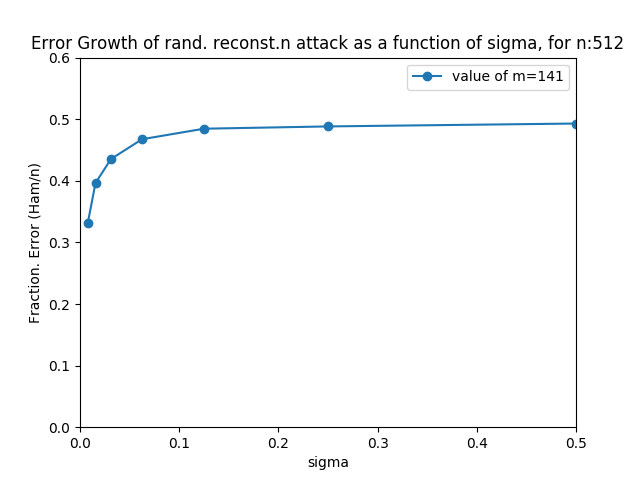 Error Growth of rand. reconst.n attack as a function of sigma, for n:512
value of m=141
Fraction. Error (Ham/n)
0.6
0.5
0.4
0.3
0.2
0.1
0.0
0.0 0.1 0.2 0.3 0.4 0.5
sigma